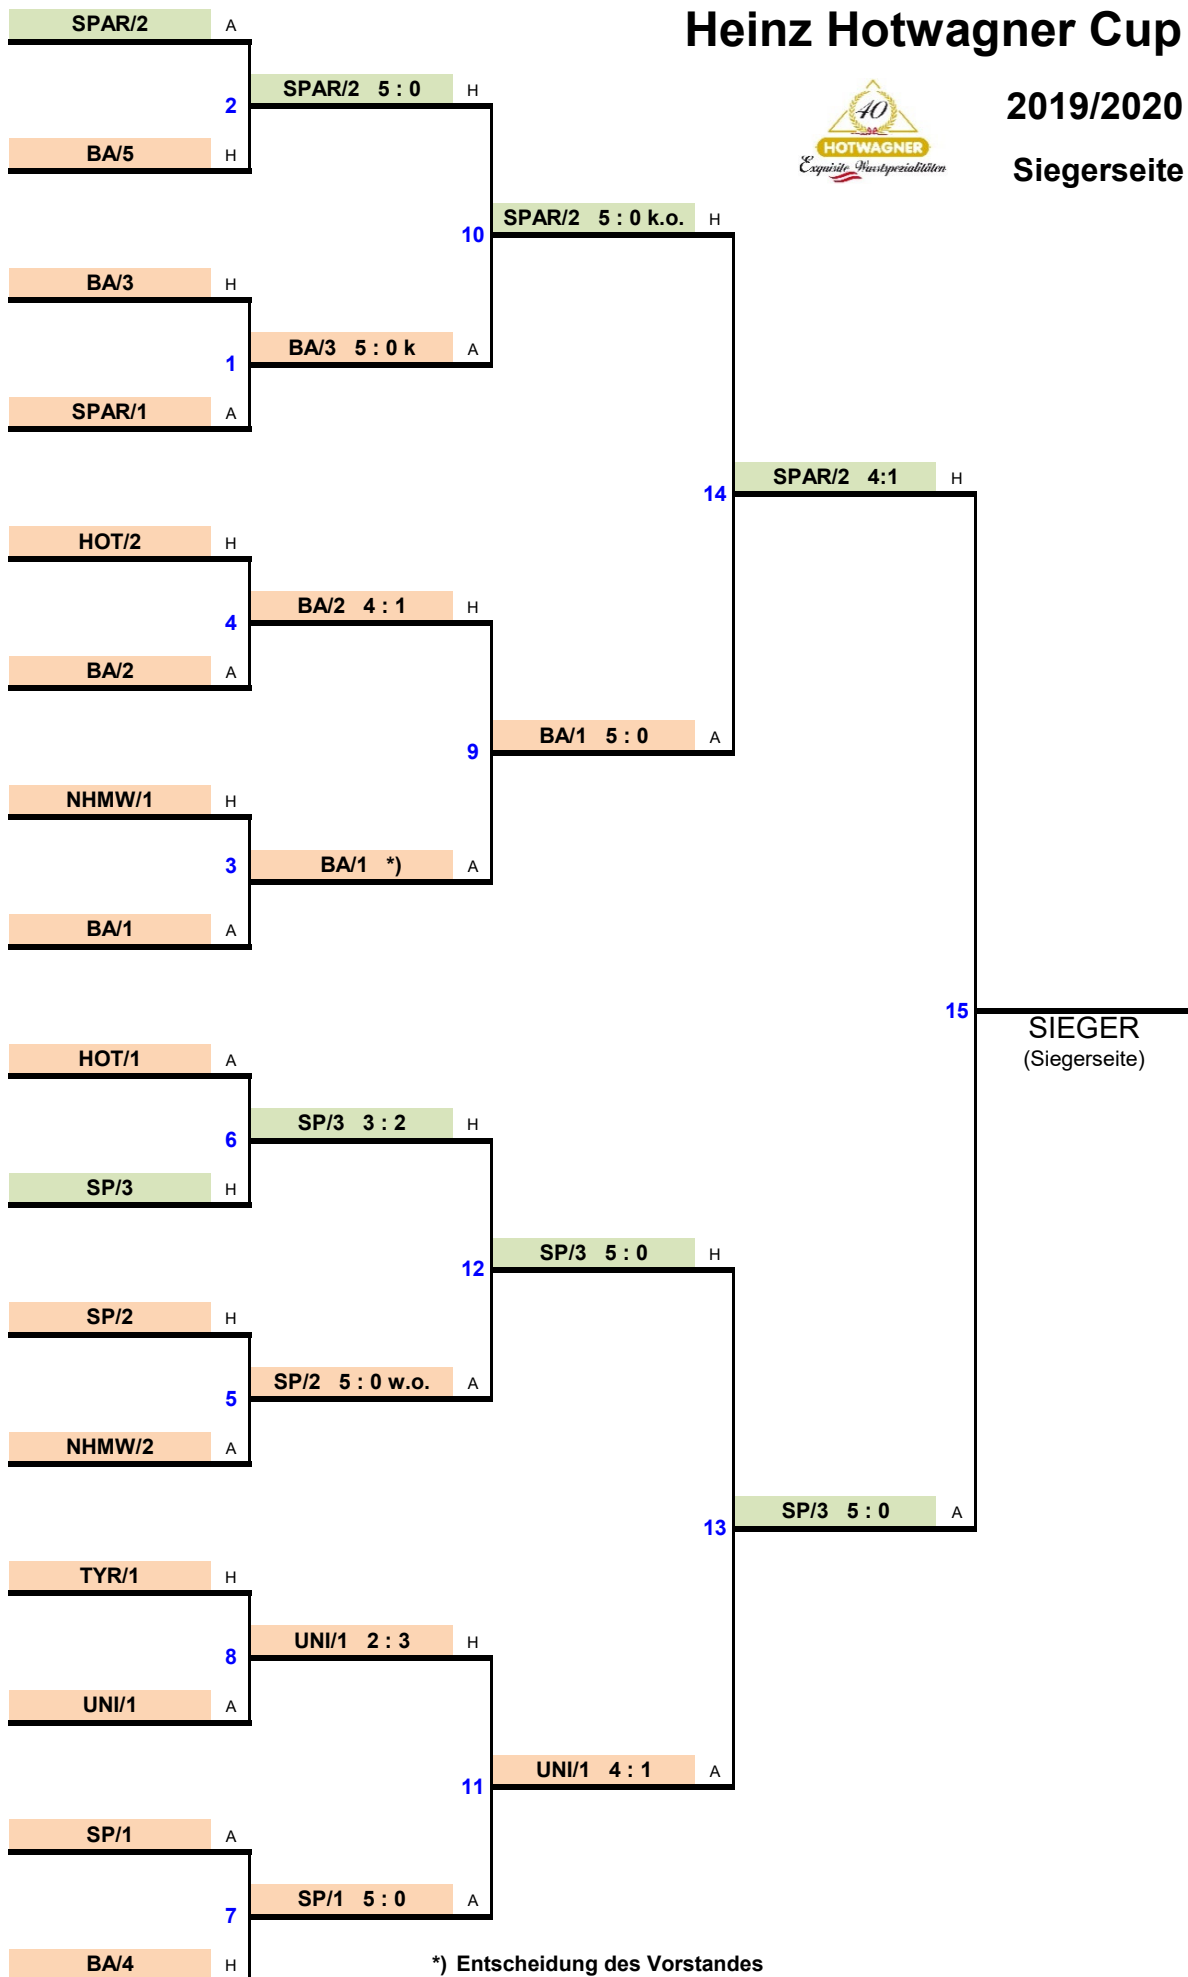 Heinz Hotwagner Cup
2019/2020
Siegerseite
40
HOTWAGNER
Exquisite Wurstspezialitäten
SPAR/2 A
SPAR/2 5 : 0 H
2
BA/5 H
SPAR/2 5 : 0 k.o. H
10
BA/3 H
BA/3 5 : 0 k A
1
SPAR/1 A
SPAR/2 4:1 H
14
HOT/2 H
BA/2 4 : 1 H
4
BA/2 A
BA/1 5 : 0 A
9
NHMW/1 H
BA/1 *) A
3
BA/1 A
15
SIEGER
(Siegerseite)
HOT/1 A
SP/3 3 : 2 H
6
SP/3 H
SP/3 5 : 0 H
12
SP/2 H
SP/2 5 : 0 w.o. A
5
NHMW/2 A
SP/3 5 : 0 A
13
TYR/1 H
UNI/1 2 : 3 H
8
UNI/1 A
UNI/1 4 : 1 A
11
SP/1 A
SP/1 5 : 0 A
7
BA/4 H
*) Entscheidung des Vorstandes